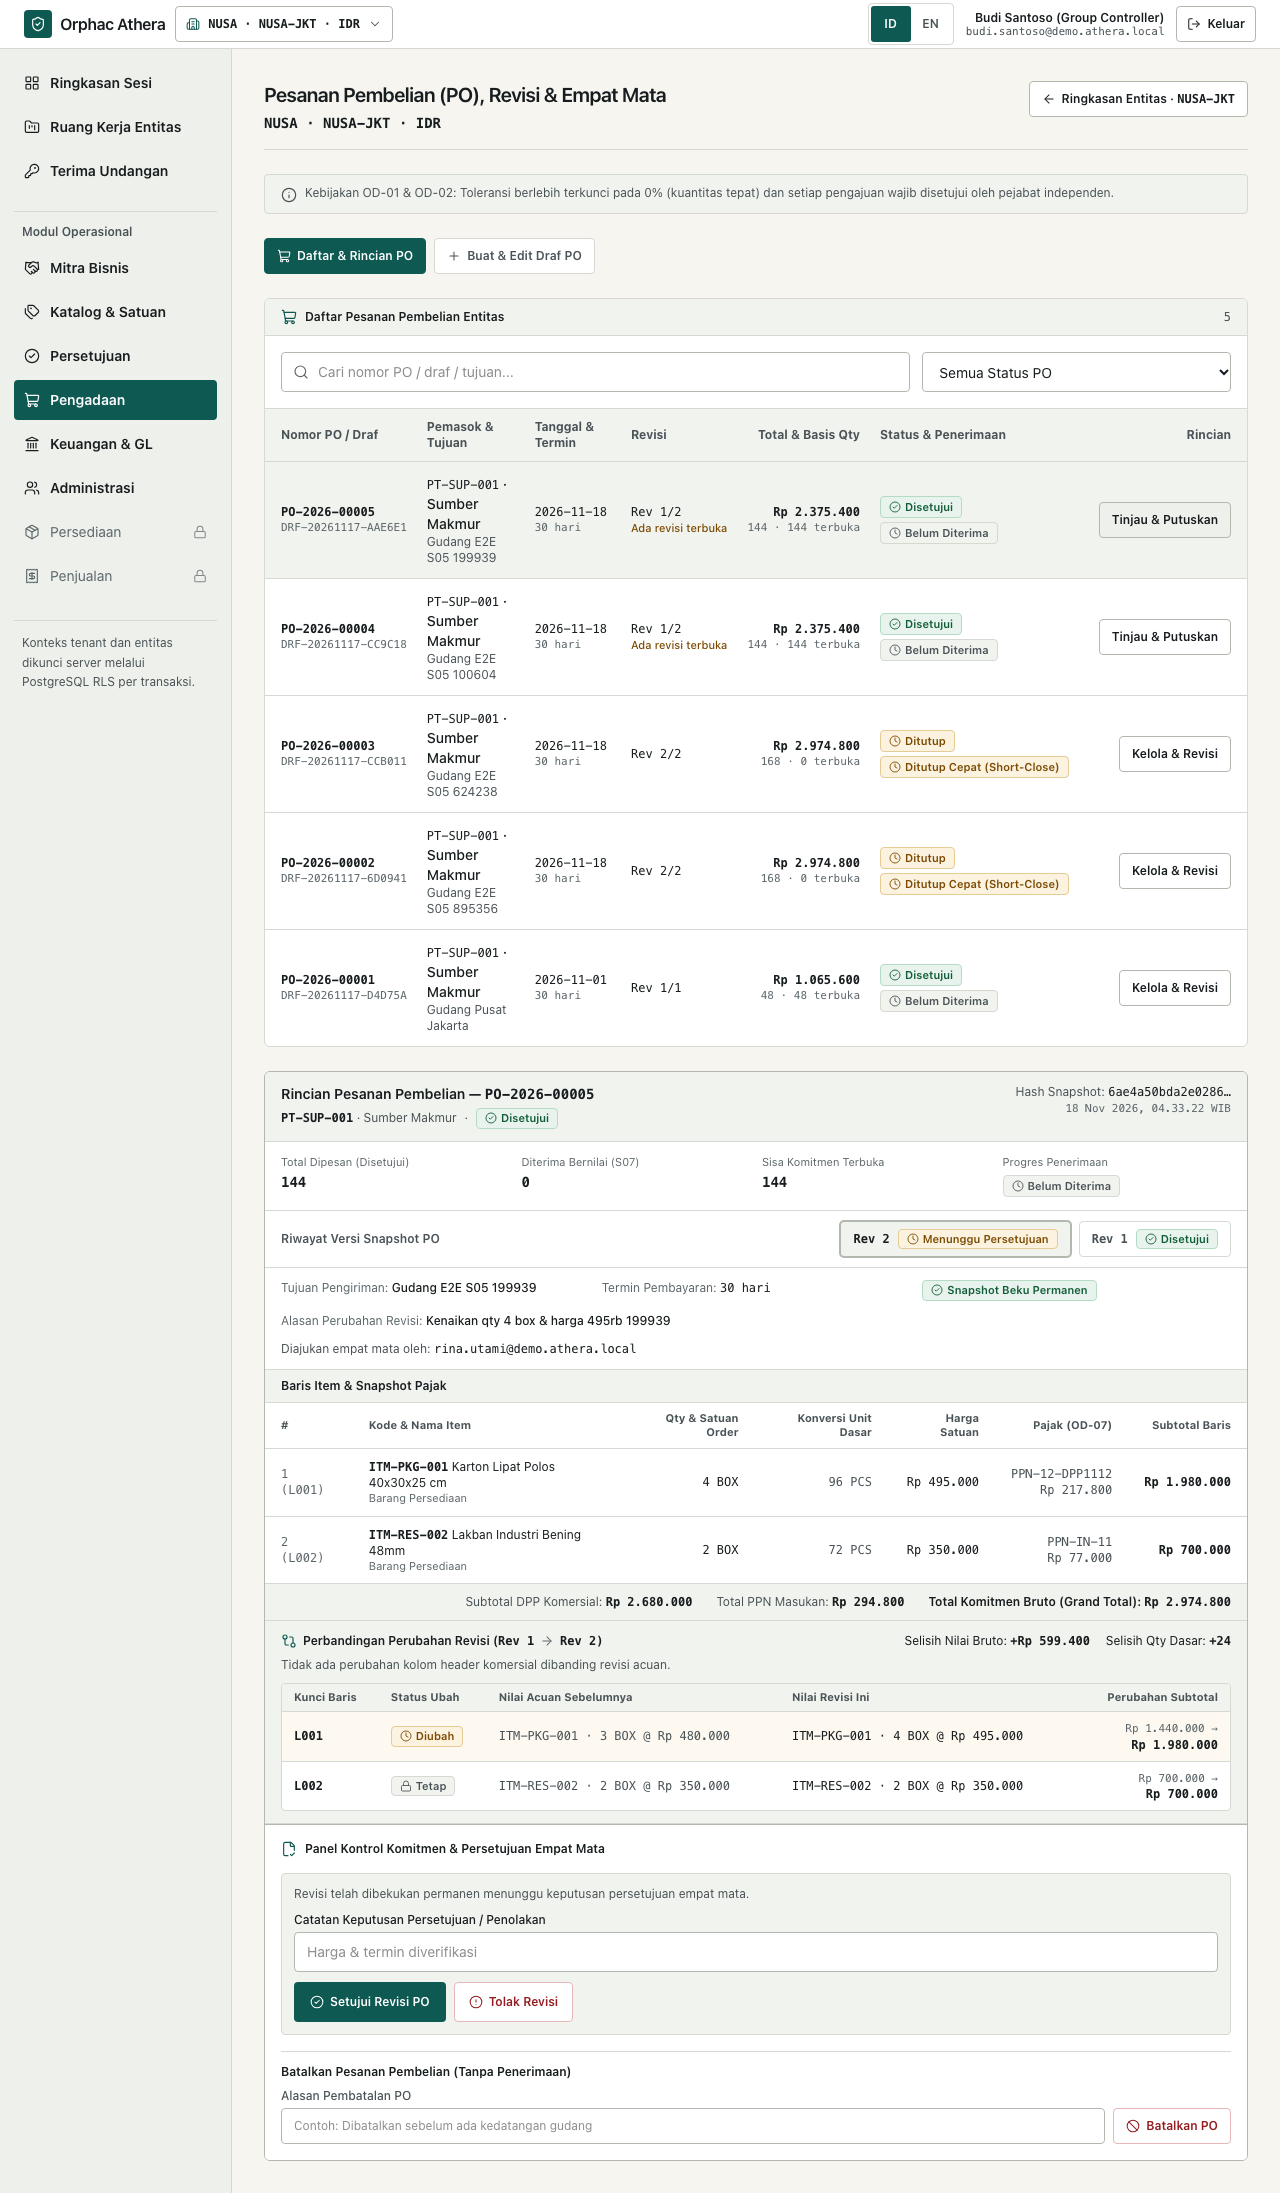 Orphac Athera
NUSA · NUSA-JKT · IDR
ID
EN
Budi Santoso (Group Controller)
budi.santoso@demo.athera.local
Keluar
Ringkasan Sesi
Ruang Kerja Entitas
Terima Undangan
Modul Operasional
Mitra Bisnis
Katalog & Satuan
Persetujuan
Pengadaan
Keuangan & GL
Administrasi
Persediaan
Penjualan
Konteks tenant dan entitas
dikunci server melalui
PostgreSQL RLS per transaksi.
Pesanan Pembelian (PO), Revisi & Empat Mata
NUSA · NUSA-JKT · IDR
Ringkasan Entitas · NUSA-JKT
Kebijakan OD-01 & OD-02: Toleransi berlebih terkunci pada 0% (kuantitas tepat) dan setiap pengajuan wajib disetujui oleh pejabat independen.
Daftar & Rincian PO
Buat & Edit Draf PO
Daftar Pesanan Pembelian Entitas
5
Cari nomor PO / draf / tujuan...
Semua Status PO
Nomor PO / Draf
Pemasok &
Tujuan
Tanggal &
Termin
Revisi
Total & Basis Qty
Status & Penerimaan
Rincian
PO-2026-00005
DRF-20261117-AAE6E1
PT-SUP-001 ·
Sumber
Makmur
Gudang E2E
S05 199939
2026-11-18
30 hari
Rev 1/2
Ada revisi terbuka
Rp 2.375.400
144 · 144 terbuka
Disetujui
Belum Diterima
Tinjau & Putuskan
PO-2026-00004
DRF-20261117-CC9C18
PT-SUP-001 ·
Sumber
Makmur
Gudang E2E
S05 100604
2026-11-18
30 hari
Rev 1/2
Ada revisi terbuka
Rp 2.375.400
144 · 144 terbuka
Disetujui
Belum Diterima
Tinjau & Putuskan
PO-2026-00003
DRF-20261117-CCB011
PT-SUP-001 ·
Sumber
Makmur
Gudang E2E
S05 624238
2026-11-18
30 hari
Rev 2/2
Rp 2.974.800
168 · 0 terbuka
Ditutup
Ditutup Cepat (Short-Close)
Kelola & Revisi
PO-2026-00002
DRF-20261117-6D0941
PT-SUP-001 ·
Sumber
Makmur
Gudang E2E
S05 895356
2026-11-18
30 hari
Rev 2/2
Rp 2.974.800
168 · 0 terbuka
Ditutup
Ditutup Cepat (Short-Close)
Kelola & Revisi
PO-2026-00001
DRF-20261117-D4D75A
PT-SUP-001 ·
Sumber
Makmur
Gudang Pusat
Jakarta
2026-11-01
30 hari
Rev 1/1
Rp 1.065.600
48 · 48 terbuka
Disetujui
Belum Diterima
Kelola & Revisi
Rincian Pesanan Pembelian — PO-2026-00005
PT-SUP-001 · Sumber Makmur ·
Disetujui
Hash Snapshot: 6ae4a50bda2e0286…
18 Nov 2026, 04.33.22 WIB
Total Dipesan (Disetujui)
144
Diterima Bernilai (S07)
0
Sisa Komitmen Terbuka
144
Progres Penerimaan
Belum Diterima
Riwayat Versi Snapshot PO
Rev 2
Menunggu Persetujuan
Rev 1
Disetujui
Tujuan Pengiriman: Gudang E2E S05 199939
Termin Pembayaran: 30 hari
Snapshot Beku Permanen
Alasan Perubahan Revisi: Kenaikan qty 4 box & harga 495rb 199939
Diajukan empat mata oleh: rina.utami@demo.athera.local
Baris Item & Snapshot Pajak
#
Kode & Nama Item
Qty & Satuan
Order
Konversi Unit
Dasar
Harga
Satuan
Pajak (OD-07)
Subtotal Baris
1
(L001)
ITM-PKG-001 Karton Lipat Polos
40x30x25 cm
Barang Persediaan
4 BOX
96 PCS
Rp 495.000
PPN-12-DPP1112
Rp 217.800
Rp 1.980.000
2
(L002)
ITM-RES-002 Lakban Industri Bening
48mm
Barang Persediaan
2 BOX
72 PCS
Rp 350.000
PPN-IN-11
Rp 77.000
Rp 700.000
Subtotal DPP Komersial: Rp 2.680.000
Total PPN Masukan: Rp 294.800
Total Komitmen Bruto (Grand Total): Rp 2.974.800
Perbandingan Perubahan Revisi (Rev 1 → Rev 2)
Selisih Nilai Bruto: +Rp 599.400
Selisih Qty Dasar: +24
Tidak ada perubahan kolom header komersial dibanding revisi acuan.
Kunci Baris
Status Ubah
Nilai Acuan Sebelumnya
Nilai Revisi Ini
Perubahan Subtotal
L001
Diubah
ITM-PKG-001 · 3 BOX @ Rp 480.000
ITM-PKG-001 · 4 BOX @ Rp 495.000
Rp 1.440.000 →
Rp 1.980.000
L002
Tetap
ITM-RES-002 · 2 BOX @ Rp 350.000
ITM-RES-002 · 2 BOX @ Rp 350.000
Rp 700.000 →
Rp 700.000
Panel Kontrol Komitmen & Persetujuan Empat Mata
Revisi telah dibekukan permanen menunggu keputusan persetujuan empat mata.
Catatan Keputusan Persetujuan / Penolakan
Harga & termin diverifikasi
Setujui Revisi PO
Tolak Revisi
Batalkan Pesanan Pembelian (Tanpa Penerimaan)
Alasan Pembatalan PO
Contoh: Dibatalkan sebelum ada kedatangan gudang
Batalkan PO